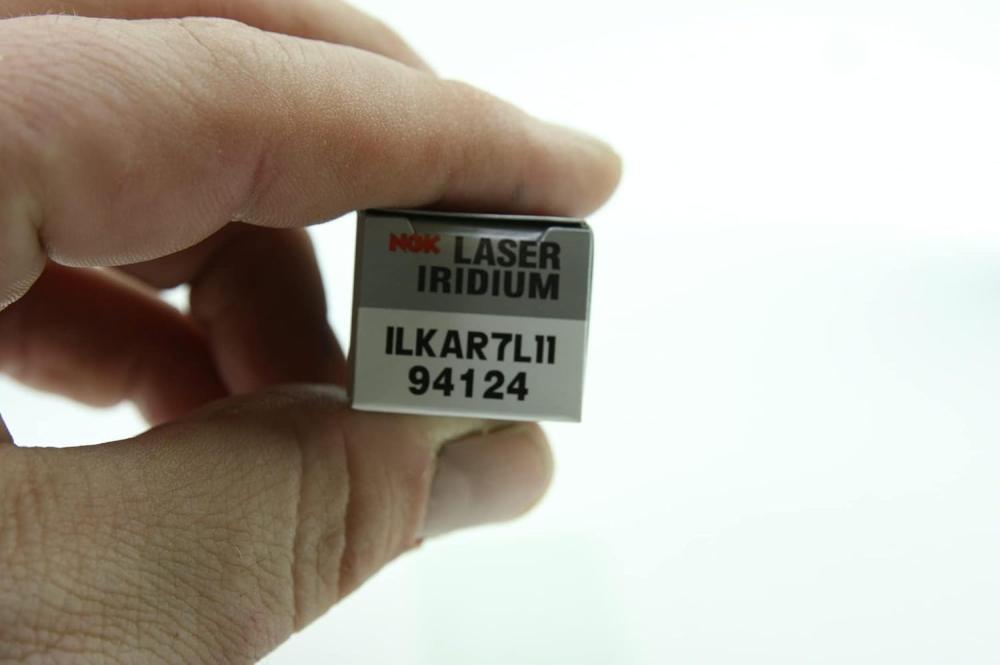 NGK LASER
IRIDIUM
ILKAR7L11
94124